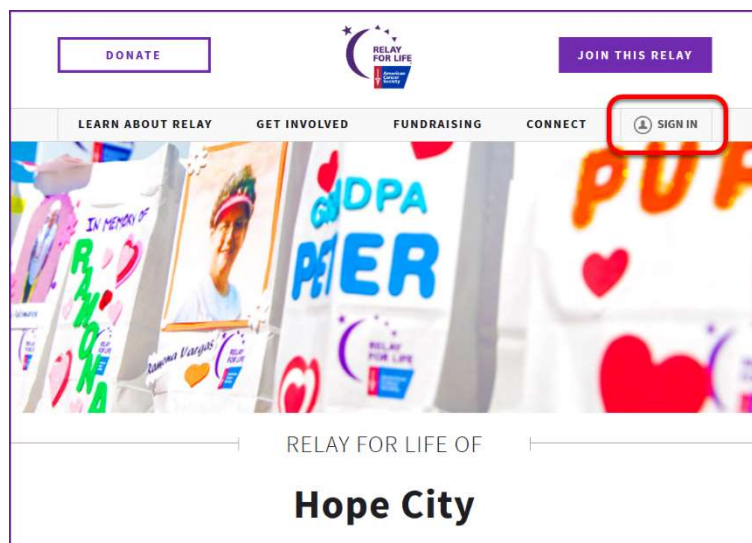 DONATE
RELAY
FOR LIFE
American
Cancer
Society
JOIN THIS RELAY
LEARN ABOUT RELAY GET INVOLVED FUNDRAISING CONNECT SIGN IN
IN MEMORY OF
RAMONA
Ramona Vargas
RELAY
FOR LIFE
GRANDPA
PETER
RELAY
FOR LIFE
PUP
RELAY FOR LIFE OF
Hope City